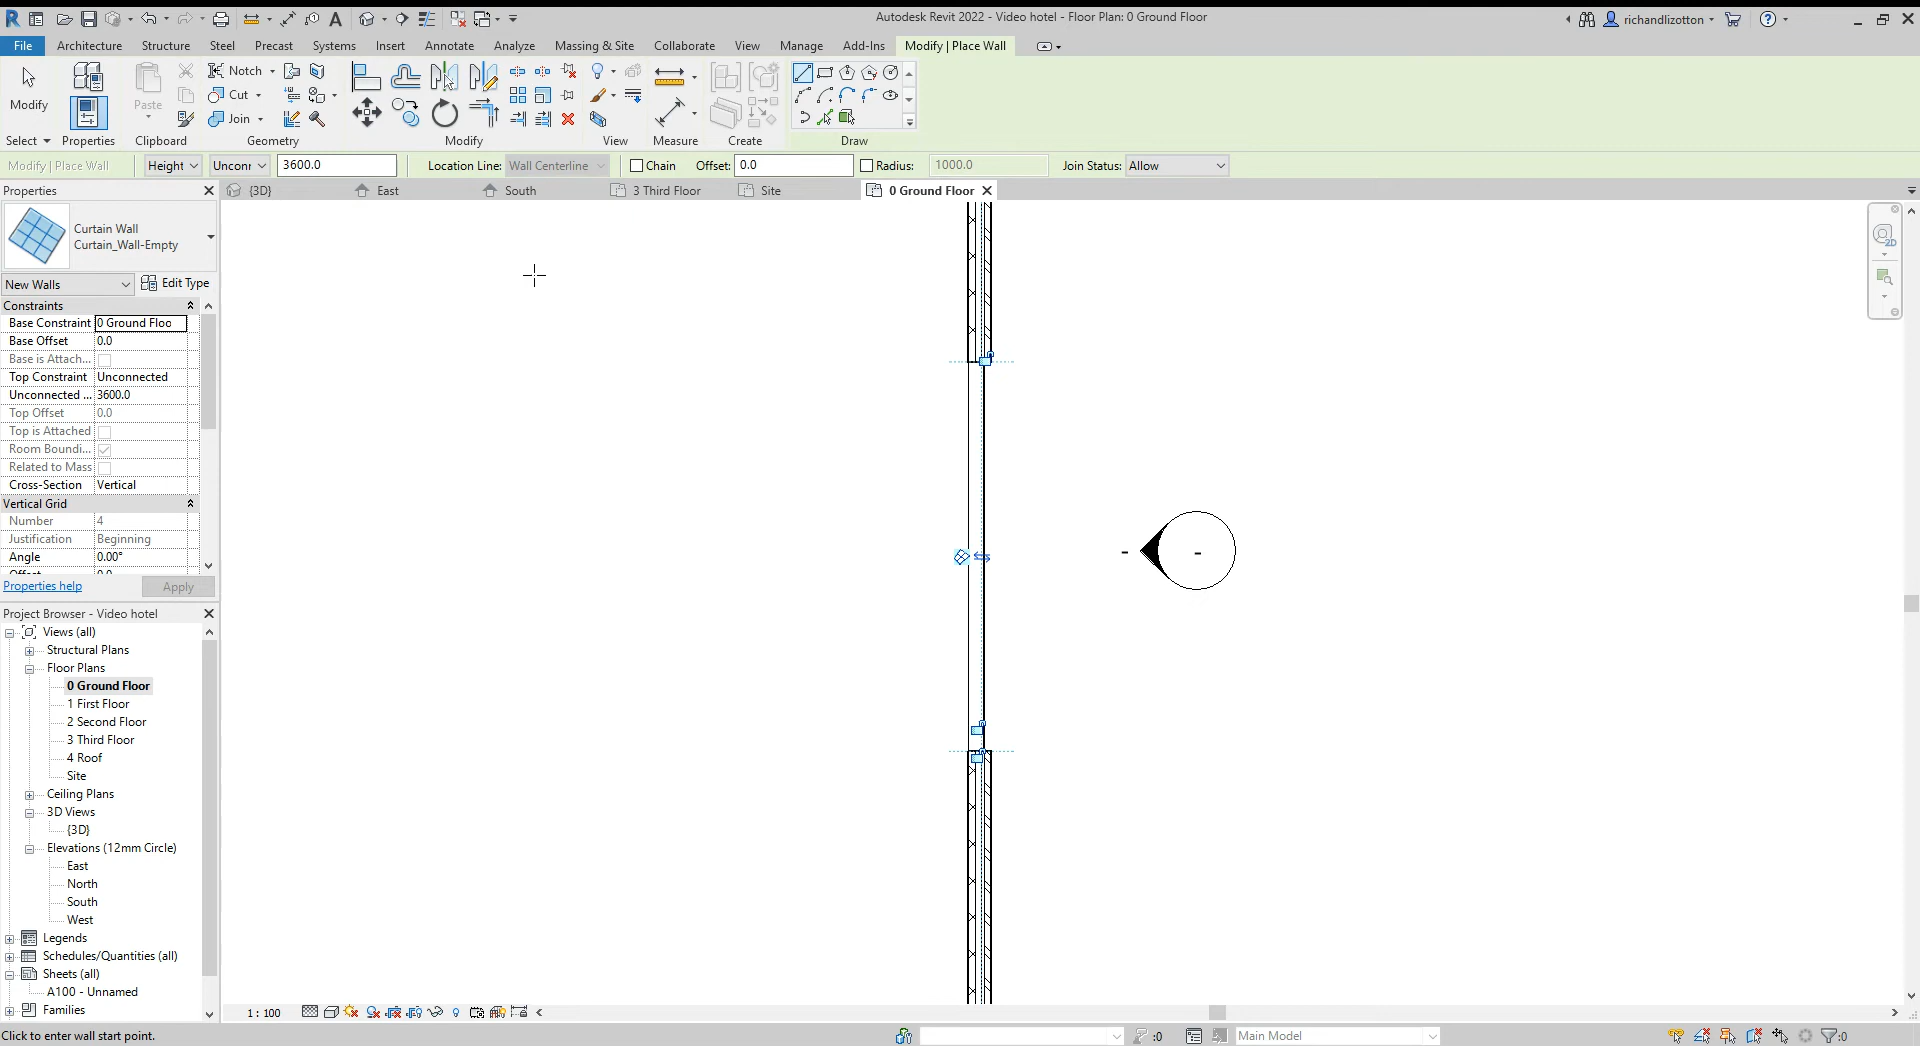 Autodesk Revit 2022 - Video hotel - Floor Plan: 0 Ground Floor
richandlizotton
File Architecture Structure Steel Precast Systems Insert Annotate Analyze Massing & Site Collaborate View Manage Add-Ins Modify | Place Wall
Modify
Paste
Notch
Cut
Join
Select Properties Clipboard Geometry Modify View Measure Create Draw
Modify | Place Wall Height Unconr 3600.0 Location Line: Wall Centerline Chain Offset: 0.0 Radius: 1000.0 Join Status: Allow
Properties
{3D} East South 3 Third Floor Site 0 Ground Floor
Curtain Wall
Curtain_Wall-Empty
2D
New Walls Edit Type
Constraints
Base Constraint 0 Ground Floo
Base Offset 0.0
Base is Attach...
Top Constraint Unconnected
Unconnected ... 3600.0
Top Offset 0.0
Top is Attached
Room Boundi...
Related to Mass
Cross-Section Vertical
Vertical Grid
Number 4
Justification Beginning
Angle 0.00°
Properties help Apply
Project Browser - Video hotel
Views (all)
Structural Plans
Floor Plans
0 Ground Floor
1 First Floor
2 Second Floor
3 Third Floor
4 Roof
Site
Ceiling Plans
3D Views
{3D}
Elevations (12mm Circle)
East
North
South
West
Legends
Schedules/Quantities (all)
Sheets (all)
A100 - Unnamed
Families
1 : 100
Click to enter wall start point.
:0
Main Model
:0